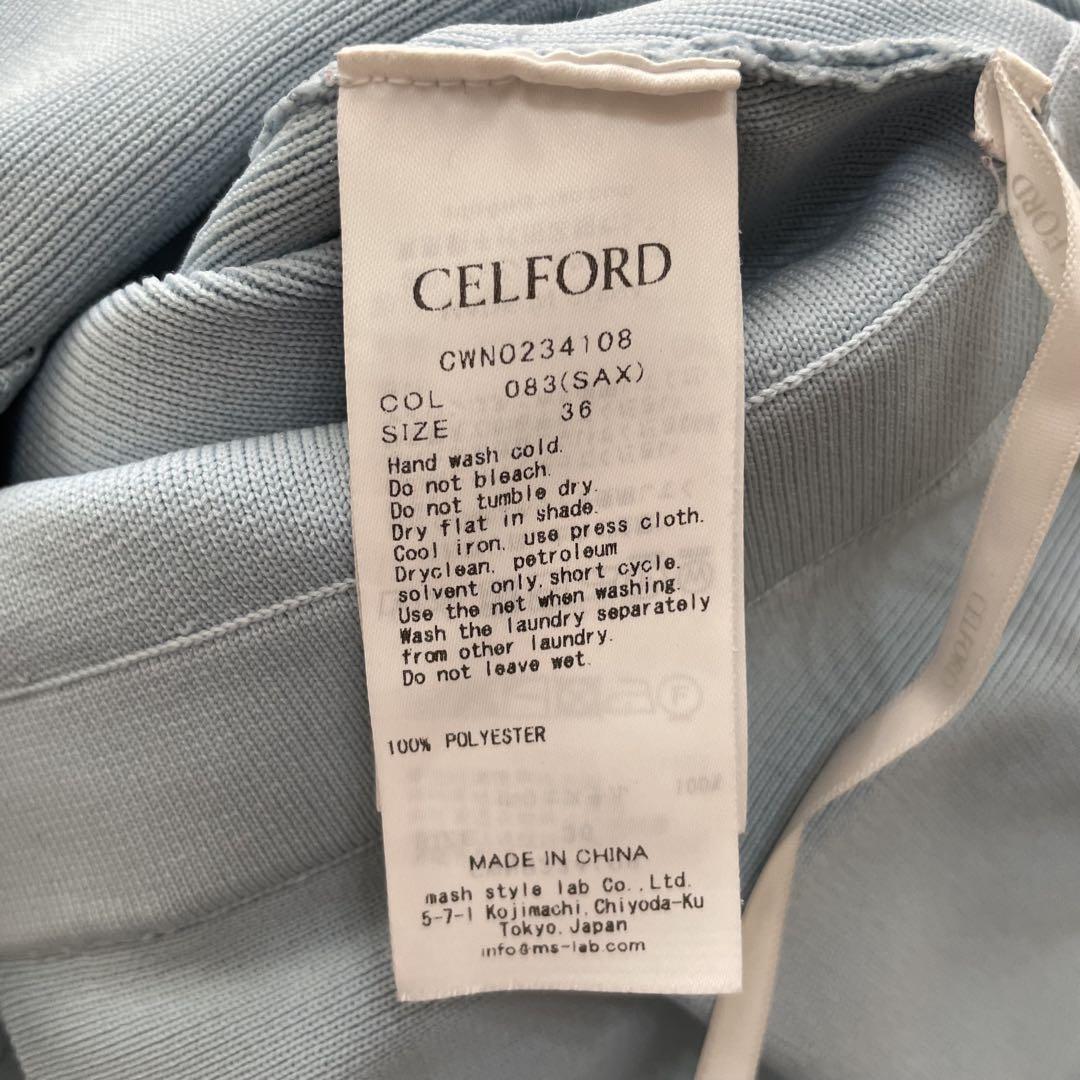 CELFORD
CWNO234108
COL 083(SAX)
SIZE 36
Hand wash cold.
Do not bleach.
Do not tumble dry.
Dry flat in shade.
Cool iron, use press cloth.
Dryclean, petroleum
solvent only, short cycle.
Use the net when washing.
Wash the laundry separately
from other laundry.
Do not leave wet.
100% POLYESTER
MADE IN CHINA
mash style lab Co., Ltd.
5-7-1 Kojimachi, Chiyoda-Ku
Tokyo, Japan
info@ms-lab.com
FORD
CELFORD